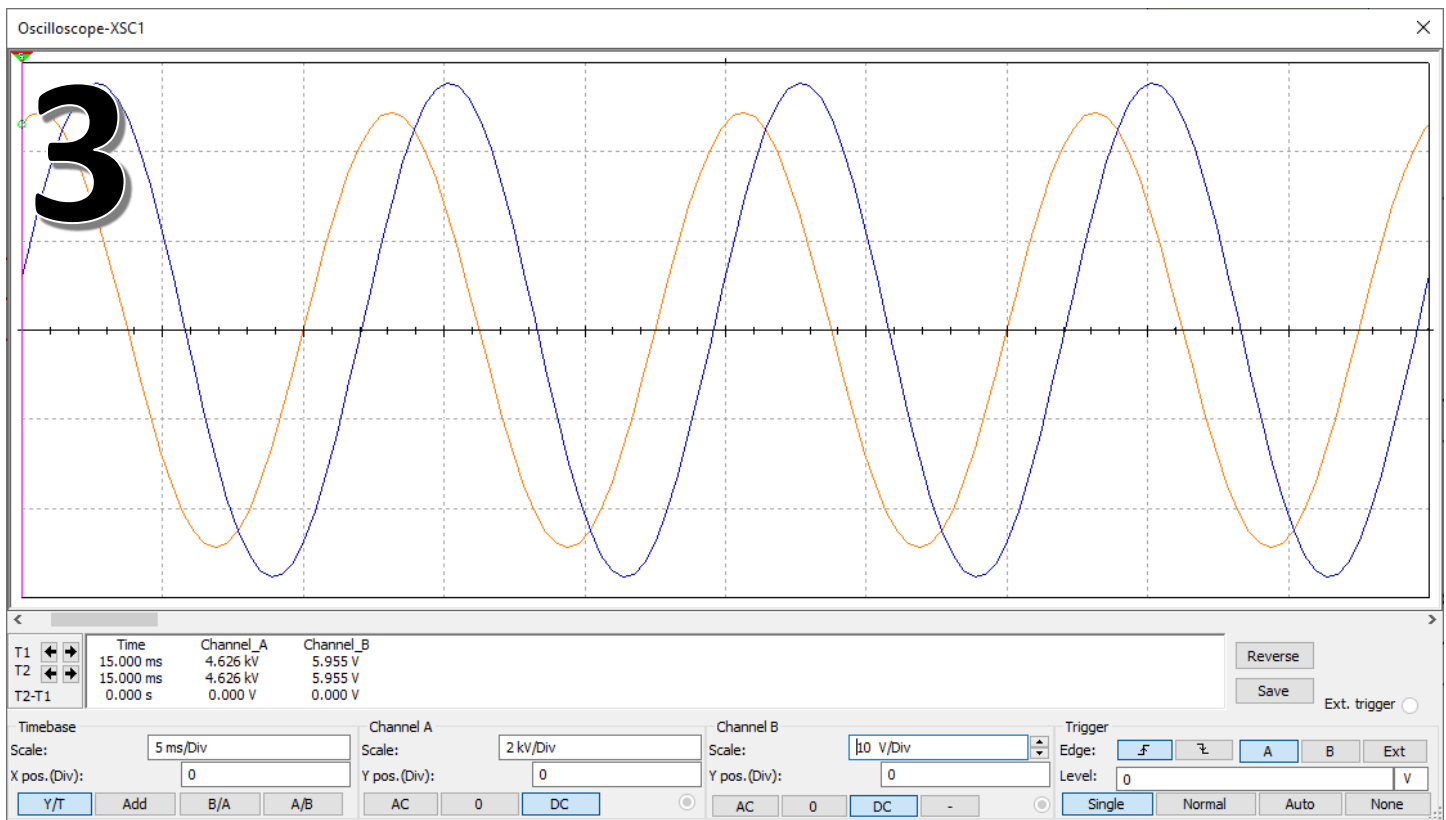 Oscilloscope-XSC1
3
Time Channel_A Channel_B
T1 15.000 ms 4.626 kV 5.955 V
T2 15.000 ms 4.626 kV 5.955 V
T2-T1 0.000 s 0.000 V 0.000 V
Reverse
Save
Ext. trigger
Timebase
Scale: 5 ms/Div
X pos.(Div): 0
Y/T Add B/A A/B
Channel A
Scale: 2 kV/Div
Y pos.(Div): 0
AC 0 DC
Channel B
Scale: 10 V/Div
Y pos.(Div): 0
AC 0 DC -
Trigger
Edge: A B Ext
Level: 0 V
Single Normal Auto None